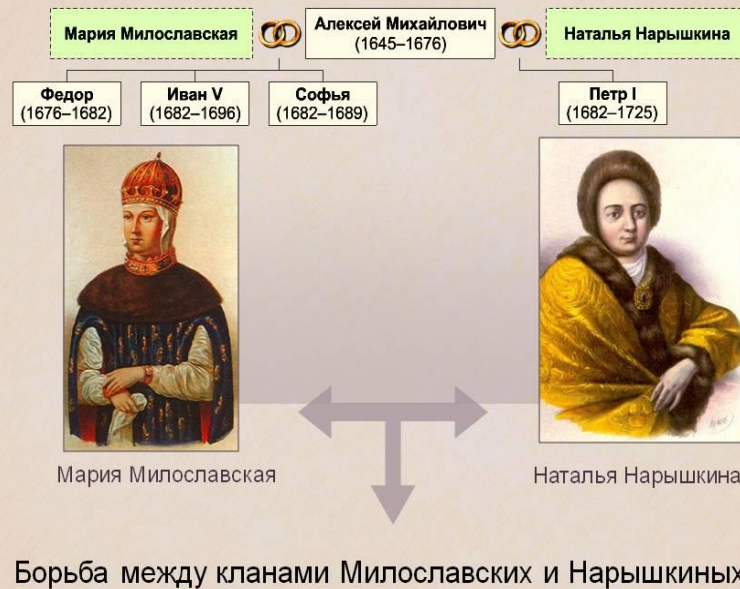 Мария Милославская
Алексей Михайлович
(1645–1676)
Наталья Нарышкина
Федор
(1676–1682)
Иван V
(1682–1696)
Софья
(1682–1689)
Петр I
(1682–1725)
Мария Милославская
Наталья Нарышкина
Борьба между кланами Милославских и Нарышкиных